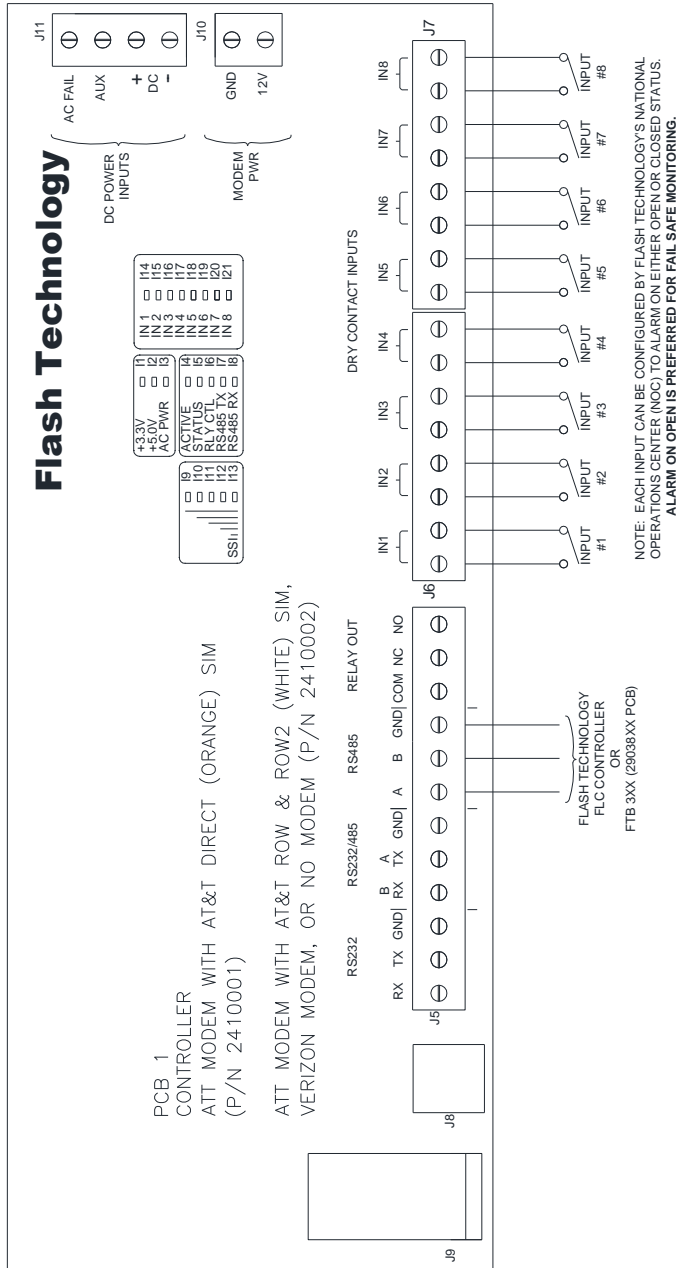 Flash Technology
J11
AC FAIL
AUX
+
DC
-
DC POWER
INPUTS
J10
GND
12V
MODEM
PWR
+3.3V I1
+5.0V I2
AC PWR I3
ACTIVE I4
STATUS I5
RLY CTL I6
RS485 TX I7
RS485 RX I8
I9
I10
I11
I12
SSI I13
IN 1 I14
IN 2 I15
IN 3 I16
IN 4 I17
IN 5 I18
IN 6 I19
IN 7 I20
IN 8 I21
PCB 1
CONTROLLER
ATT MODEM WITH AT&T DIRECT (ORANGE) SIM
(P/N 2410001)
ATT MODEM WITH AT&T ROW & ROW2 (WHITE) SIM,
VERIZON MODEM, OR NO MODEM (P/N 2410002)
J9
J8
J5
RS232
RX TX GND|
RS232/485
B A
RX TX GND|
RS485
A B GND|
RELAY OUT
COM NC NO
DRY CONTACT INPUTS
J6
IN1 IN2 IN3 IN4
IN5 IN6 IN7 IN8
J7
INPUT
#1
INPUT
#2
INPUT
#3
INPUT
#4
INPUT
#5
INPUT
#6
INPUT
#7
INPUT
#8
FLASH TECHNOLOGY
FLC CONTROLLER
OR
FTB 3XX (29038XX PCB)
NOTE: EACH INPUT CAN BE CONFIGURED BY FLASH TECHNOLOGY'S NATIONAL
OPERATIONS CENTER (NOC) TO ALARM ON EITHER OPEN OR CLOSED STATUS.
ALARM ON OPEN IS PREFERRED FOR FAIL SAFE MONITORING.